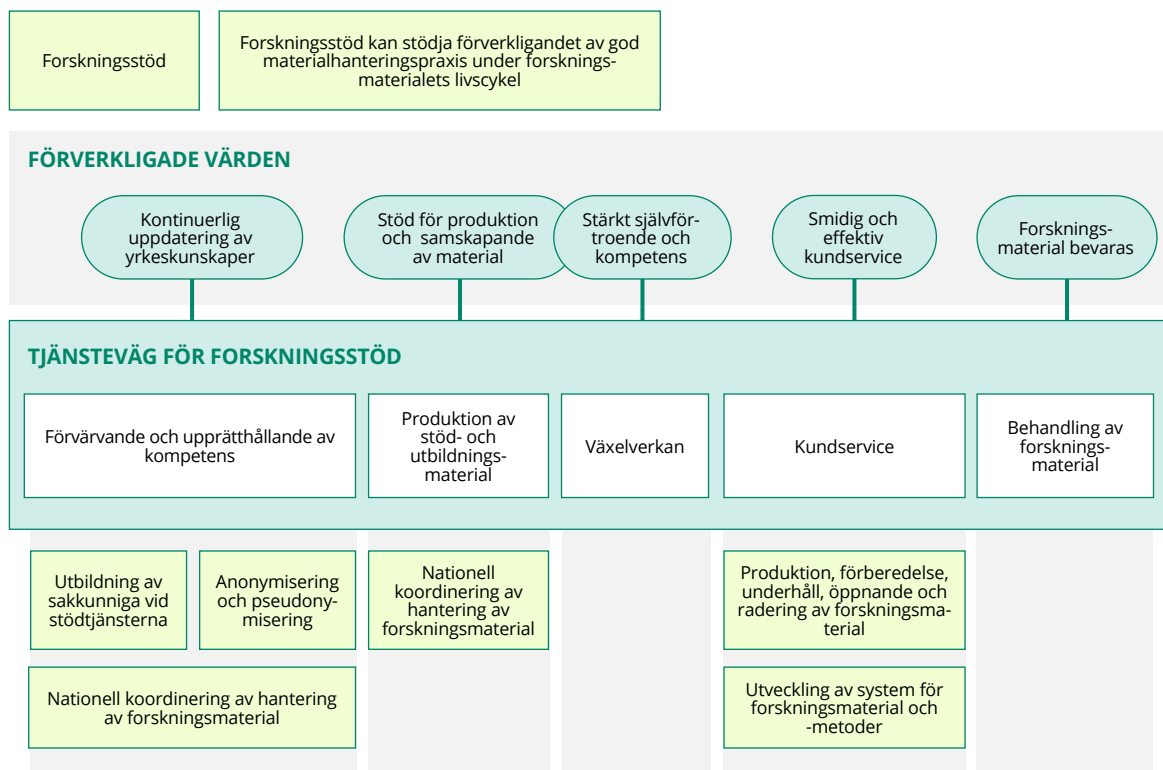 Forskningsstöd
Forskningsstöd kan stödja förverkligandet av god
materialhanteringspraxis under forsknings-
materialets livscykel
FÖRVERKLIGADE VÄRDEN
Kontinuerlig
uppdatering av
yrkeskunskaper
Stöd för produktion
och samskapande
av material
Stärkt självför-
troende och
kompetens
Smidig och
effektiv
kundservice
Forsknings-
material bevaras
TJÄNSTEVÄG FÖR FORSKNINGSSTÖD
Förvärvande och upprätthållande av
kompetens
Produktion av
stöd- och
utbildnings-
material
Växelverkan
Kundservice
Behandling av
forsknings-
material
Utbildning av
sakkunniga vid
stödtjänsterna
Anonymisering
och pseudony-
misering
Nationell
koordinering av
hantering av
forskningsmaterial
Produktion, förberedelse,
underhåll, öppnande och
radering av forskningsma-
terial
Nationell koordinering av hantering
av forskningsmaterial
Utveckling av system för
forskningsmaterial och
-metoder